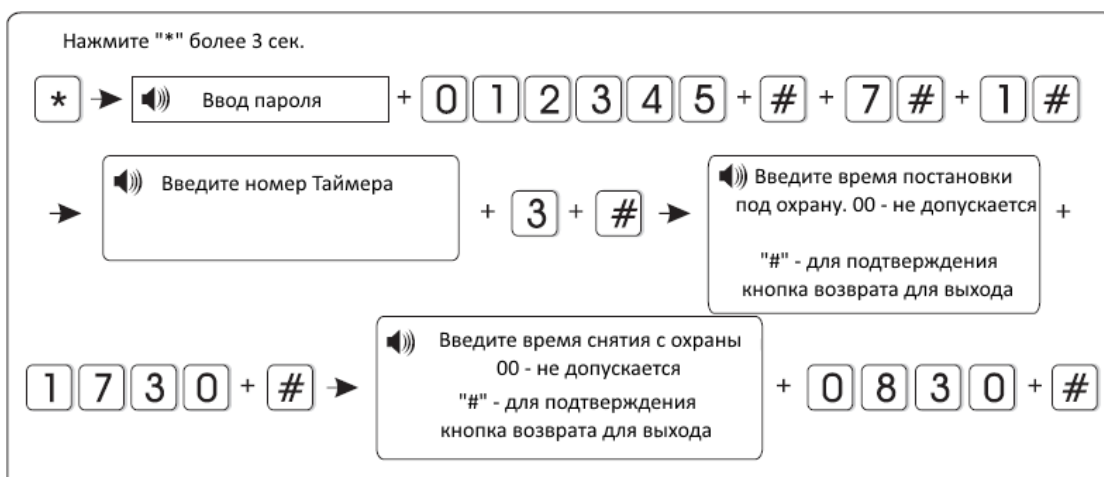 Нажмите "*" более 3 сек.
* Ввод пароля + 0 1 2 3 4 5 + # + 7 # + 1 #
Введите номер Таймера + 3 + #
Введите время постановки
под охрану. 00 - не допускается +
"#" - для подтверждения
кнопка возврата для выхода
1 7 3 0 + #
Введите время снятия с охраны
00 - не допускается
"#" - для подтверждения
кнопка возврата для выхода
+ 0 8 3 0 + #